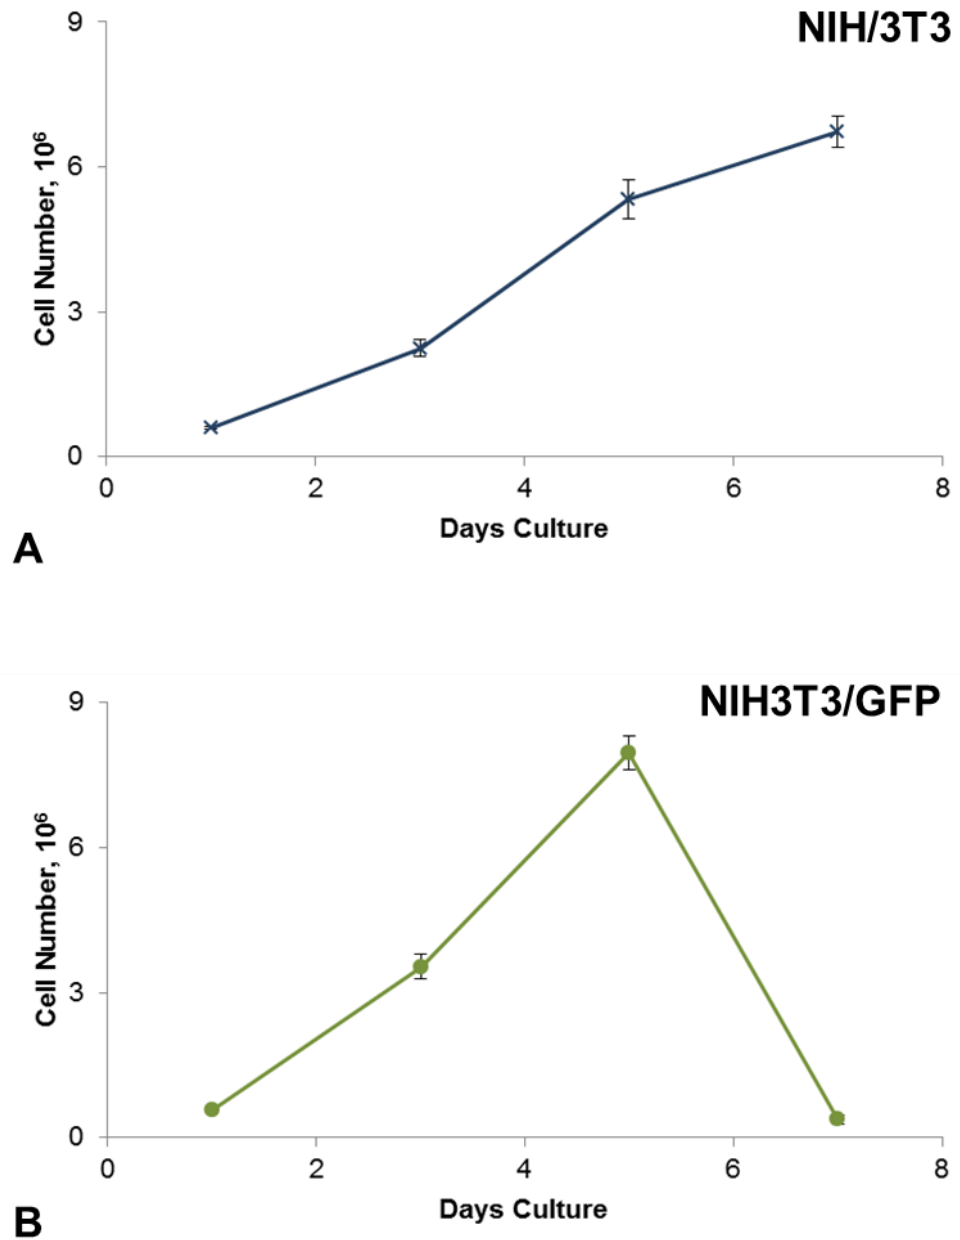 NIH/3T3
9
6
3
0
Cell Number, 10⁶
0 2 4 6 8
Days Culture
A
NIH3T3/GFP
9
6
3
0
Cell Number, 10⁶
0 2 4 6 8
Days Culture
B